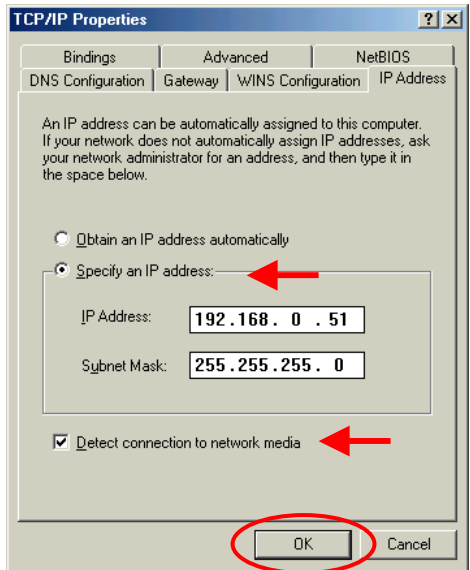 TCP/IP Properties ? ×
Bindings Advanced NetBIOS
DNS Configuration Gateway WINS Configuration IP Address
An IP address can be automatically assigned to this computer.
If your network does not automatically assign IP addresses, ask
your network administrator for an address, and then type it in
the space below.
Obtain an IP address automatically
Specify an IP address:
IP Address: 192.168. 0 .51
Subnet Mask: 255.255.255. 0
Detect connection to network media
OK Cancel